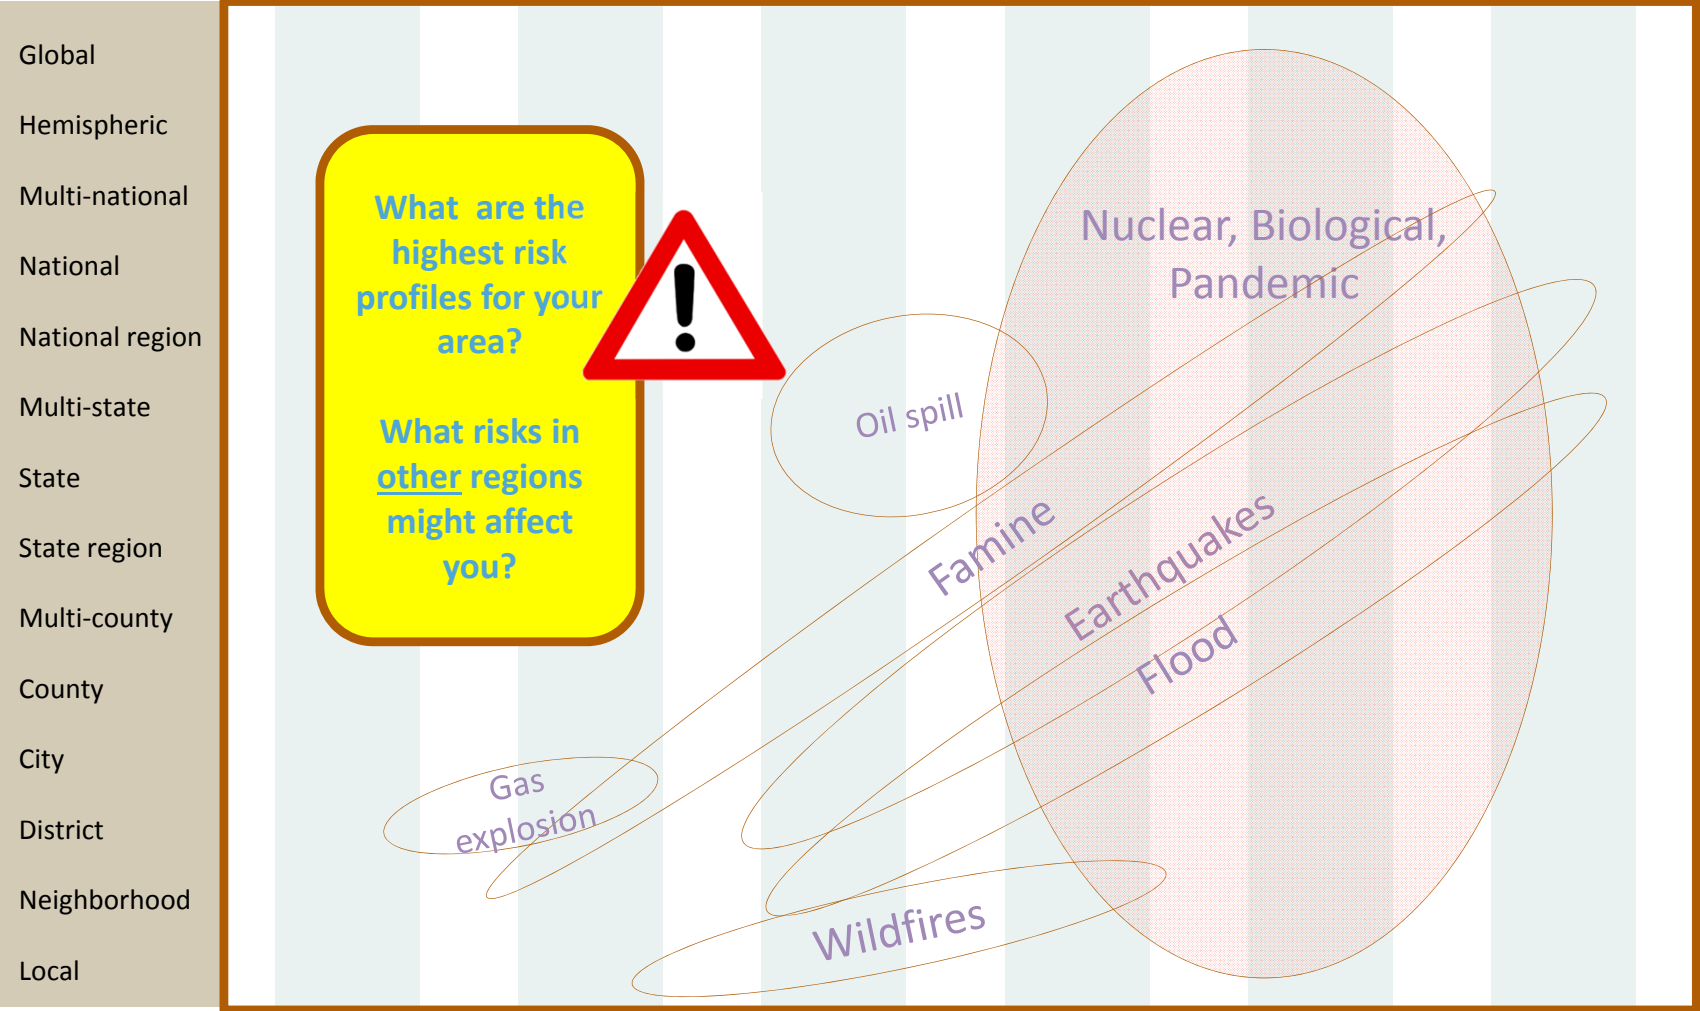 Global
Hemispheric
Multi-national
National
National region
Multi-state
State
State region
Multi-county
County
City
District
Neighborhood
Local
What are the
highest risk
profiles for your
area?
What risks in
other regions
might affect
you?
Nuclear, Biological,
Pandemic
Oil spill
Famine
Earthquakes
Flood
Gas
explosion
Wildfires